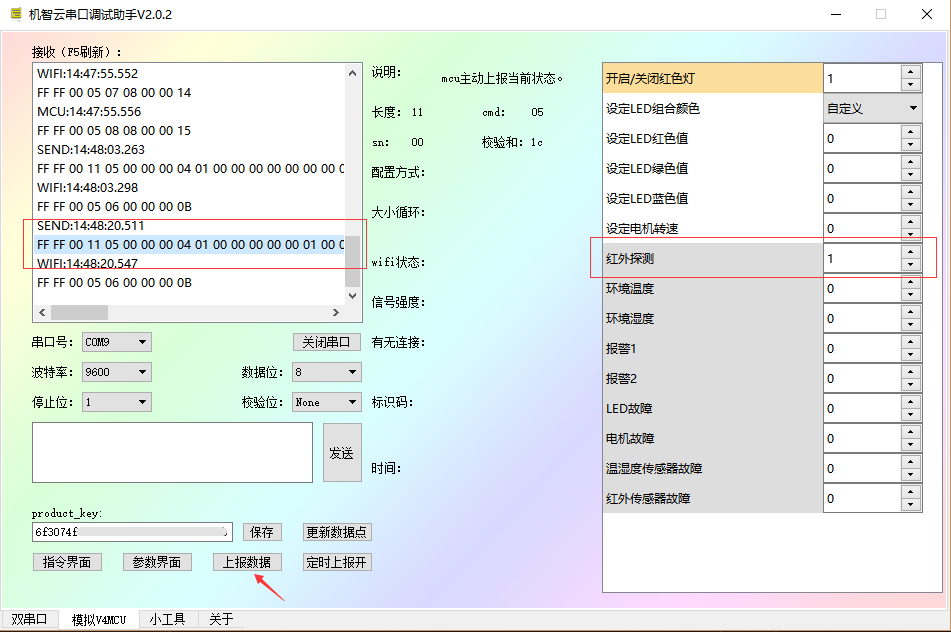 机智云串口调试助手V2.0.2
接收（F5刷新）:
WIFI:14:47:55.552
FF FF 00 05 07 08 00 00 14
MCU:14:47:55.556
FF FF 00 05 08 08 00 00 15
SEND:14:48:03.263
FF FF 00 11 05 00 00 00 04 01 00 00 00 00 00 00 0
WIFI:14:48:03.298
FF FF 00 05 06 00 00 00 0B
SEND:14:48:20.511
FF FF 00 11 05 00 00 00 04 01 00 00 00 00 00 01 00 0
WIFI:14:48:20.547
FF FF 00 05 06 00 00 00 0B
串口号: COM9 关闭串口
波特率: 9600 数据位: 8
停止位: 1 校验位: None
发送
product_key:
6f3074f 保存 更新数据点
指令界面 参数界面 上报数据 定时上报开
说明: mcu主动上报当前状态。
长度: 11 cmd: 05
sn: 00 校验和: 1c
配置方式:
大小循环:
wifi状态:
信号强度:
有无连接:
标识码:
时间:
开启/关闭红色灯 1
设定LED组合颜色 自定义
设定LED红色值 0
设定LED绿色值 0
设定LED蓝色值 0
设定电机转速 0
红外探测 1
环境温度 0
环境湿度 0
报警1 0
报警2 0
LED故障 0
电机故障 0
温湿度传感器故障 0
红外传感器故障 0
双串口 模拟V4MCU 小工具 关于